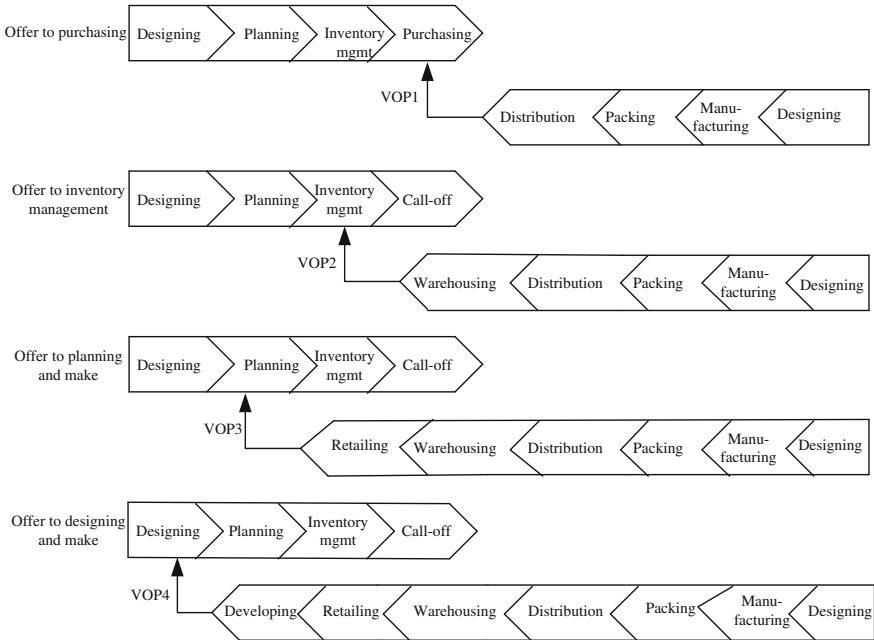 Offer to purchasing
Designing
Planning
Inventory
mgmt
Purchasing
VOP1
Distribution
Packing
Manu-
facturing
Designing
Offer to inventory
management
Designing
Planning
Inventory
mgmt
Call-off
VOP2
Warehousing
Distribution
Packing
Manu-
facturing
Designing
Offer to planning
and make
Designing
Planning
Inventory
mgmt
Call-off
VOP3
Retailing
Warehousing
Distribution
Packing
Manu-
facturing
Designing
Offer to designing
and make
Designing
Planning
Inventory
mgmt
Call-off
VOP4
Developing
Retailing
Warehousing
Distribution
Packing
Manu-
facturing
Designing